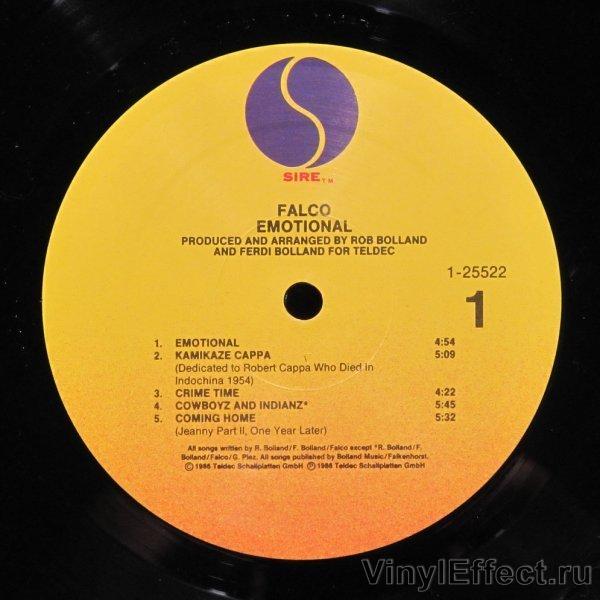 SIRE™
FALCO
EMOTIONAL
PRODUCED AND ARRANGED BY ROB BOLLAND
AND FERDI BOLLAND FOR TELDEC
1-25522
1
1. EMOTIONAL 4:54
2. KAMIKAZE CAPPA 5:09
(Dedicated to Robert Cappa Who Died in
Indochina 1954)
3. CRIME TIME 4:22
4. COWBOYZ AND INDIANZ* 5:45
5. COMING HOME 5:32
(Jeanny Part II, One Year Later)
All songs written by R. Bolland/F. Bolland/Falco except *R. Bolland/F.
Bolland/Falco/G. Plez. All songs published by Bolland Music/Falkenhorst.
© 1986 Teldec Schallplatten GmbH ℗ 1986 Teldec Schallplatten GmbH
VinylEffect.ru